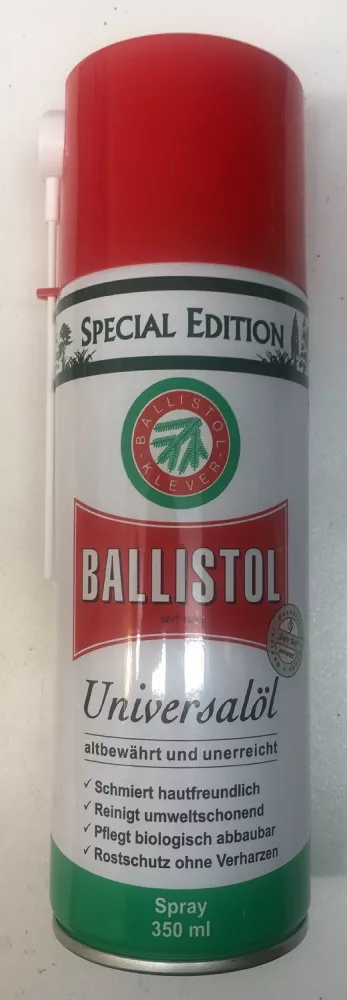 SPECIAL EDITION
BALLISTOL
KLEVER
BALLISTOL
Universalöl
altbewährt und unerreicht
✓ Schmiert hautfreundlich
✓ Reinigt umweltschonend
✓ Pflegt biologisch abbaubar
✓ Rostschutz ohne Verharzen
Spray
350 ml